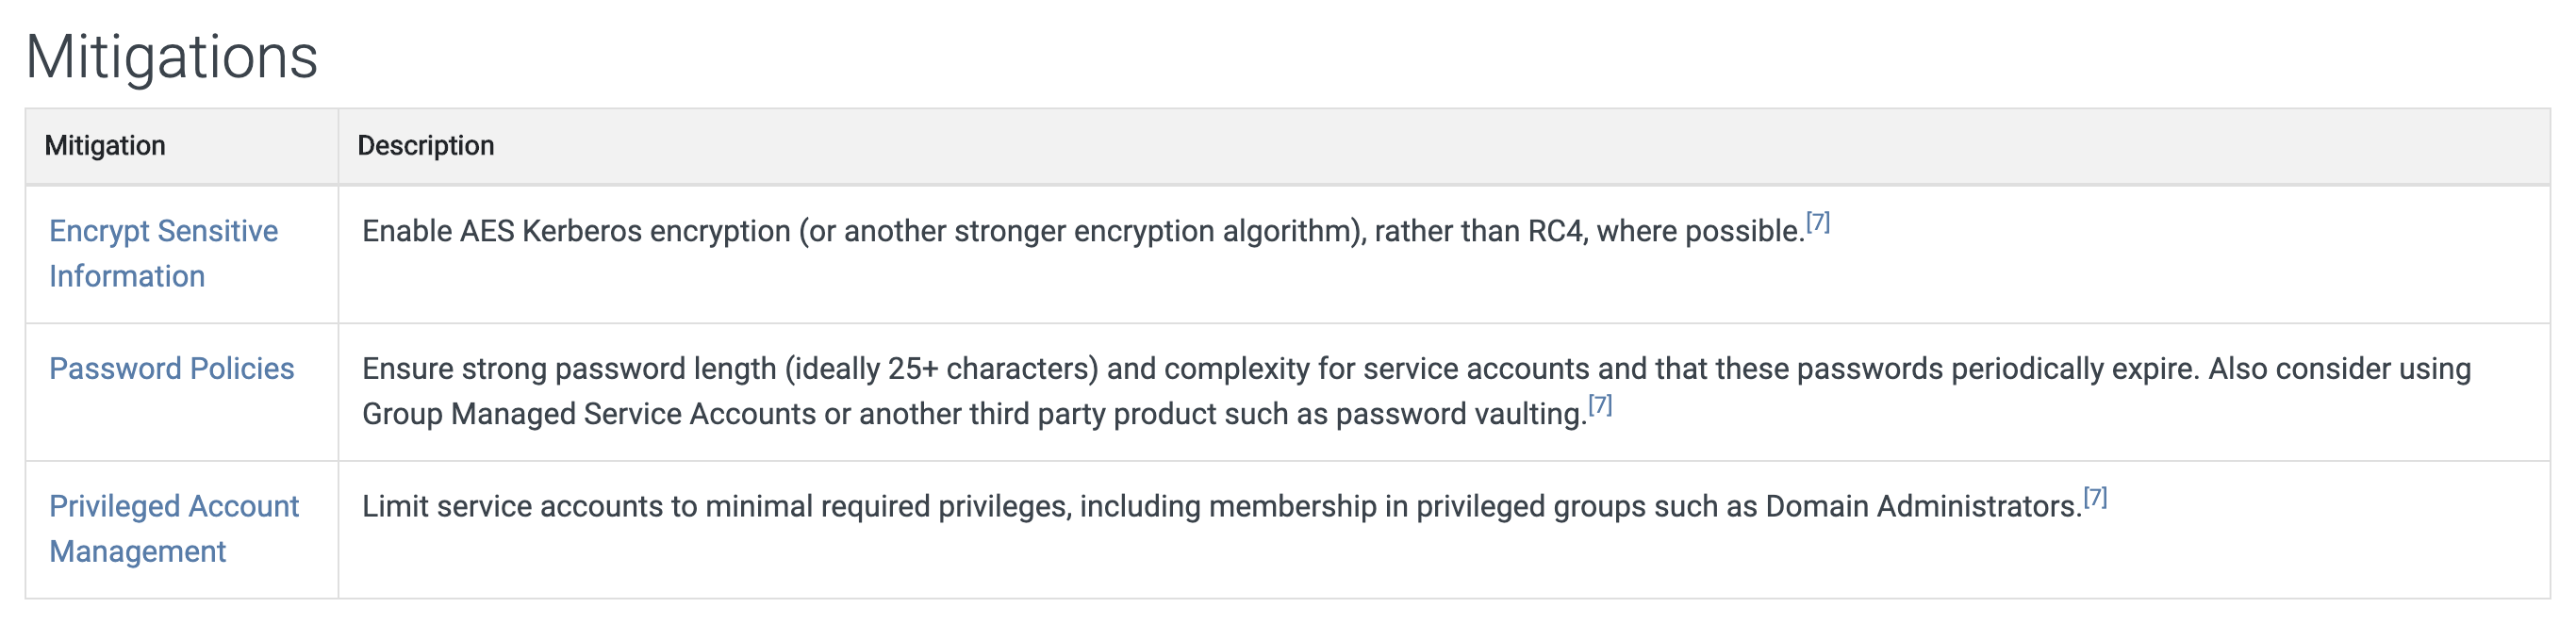 Mitigations
Mitigation
Description
Encrypt Sensitive
Information
Enable AES Kerberos encryption (or another stronger encryption algorithm), rather than RC4, where possible.[7]
Password Policies
Ensure strong password length (ideally 25+ characters) and complexity for service accounts and that these passwords periodically expire. Also consider using
Group Managed Service Accounts or another third party product such as password vaulting.[7]
Privileged Account
Management
Limit service accounts to minimal required privileges, including membership in privileged groups such as Domain Administrators.[7]